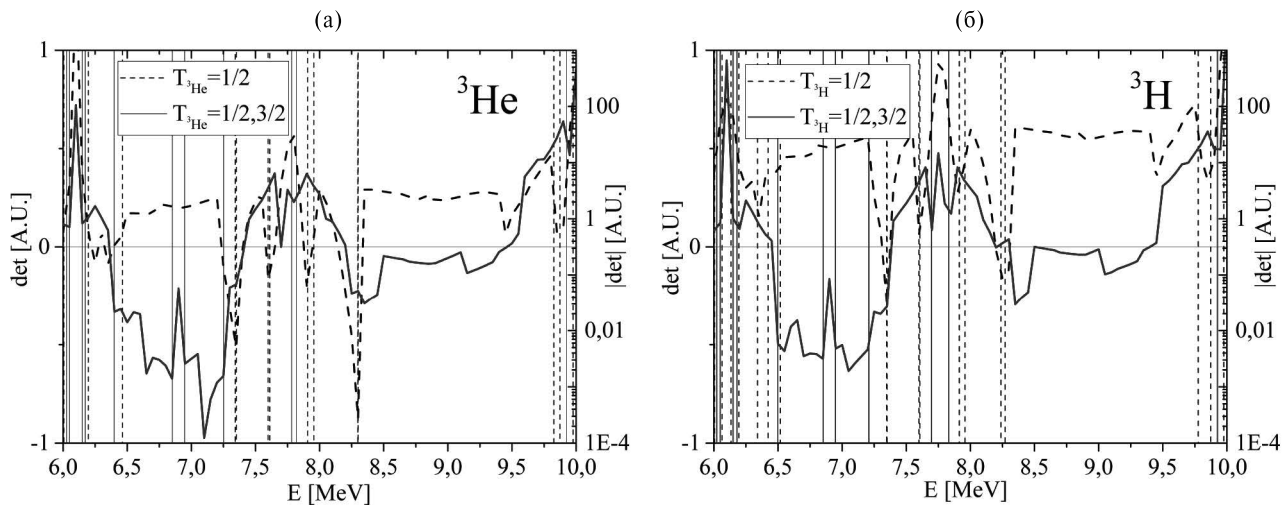 (а)
1
0
-1
det [A.U.]
T³He=1/2
T³He=1/2,3/2
³He
100
1
0,01
1E-4
|det| [A.U.]
6,0 6,5 7,0 7,5 8,0 8,5 9,0 9,5 10,0
E [MeV]
(б)
1
0
-1
det [A.U.]
T³H=1/2
T³H=1/2,3/2
³H
100
1
0,01
1E-4
|det| [A.U.]
6,0 6,5 7,0 7,5 8,0 8,5 9,0 9,5 10,0
E [MeV]